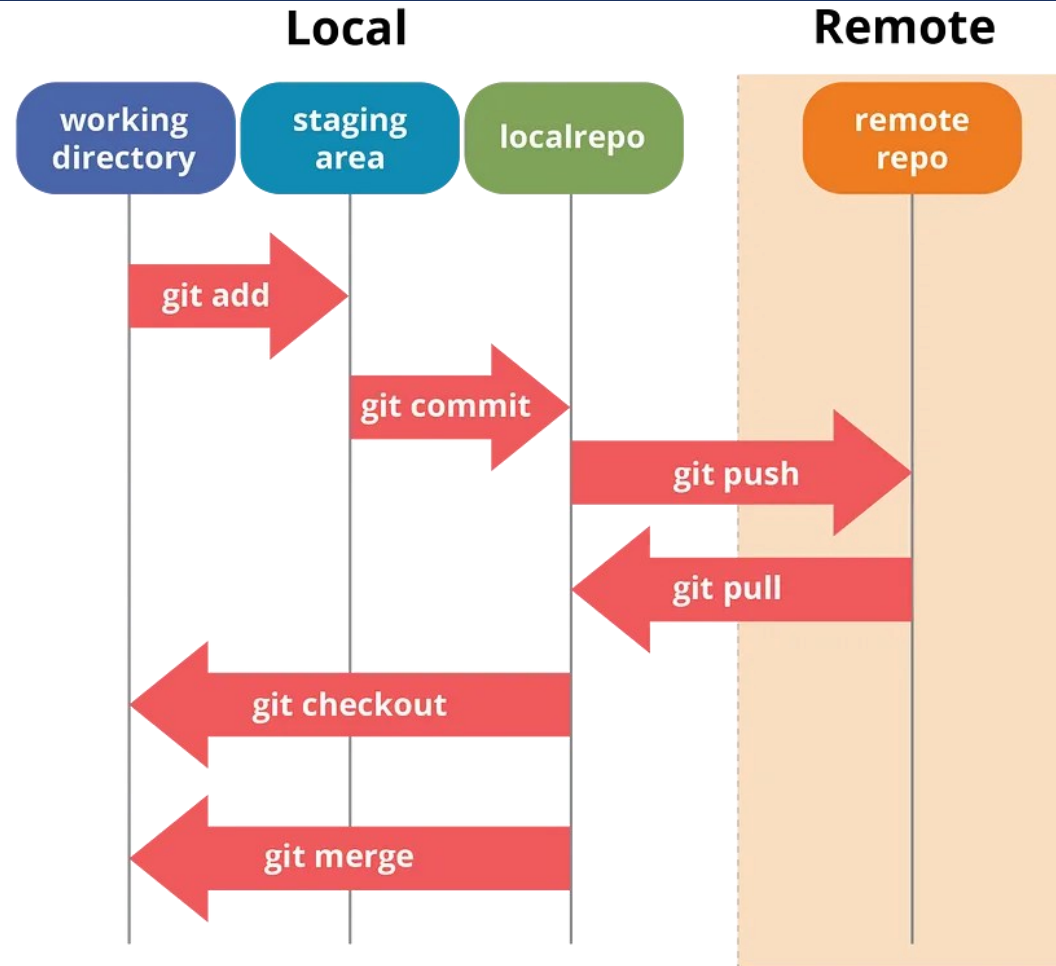 Local
Remote
working
directory
staging
area
localrepo
remote
repo
git add
git commit
git push
git pull
git checkout
git merge